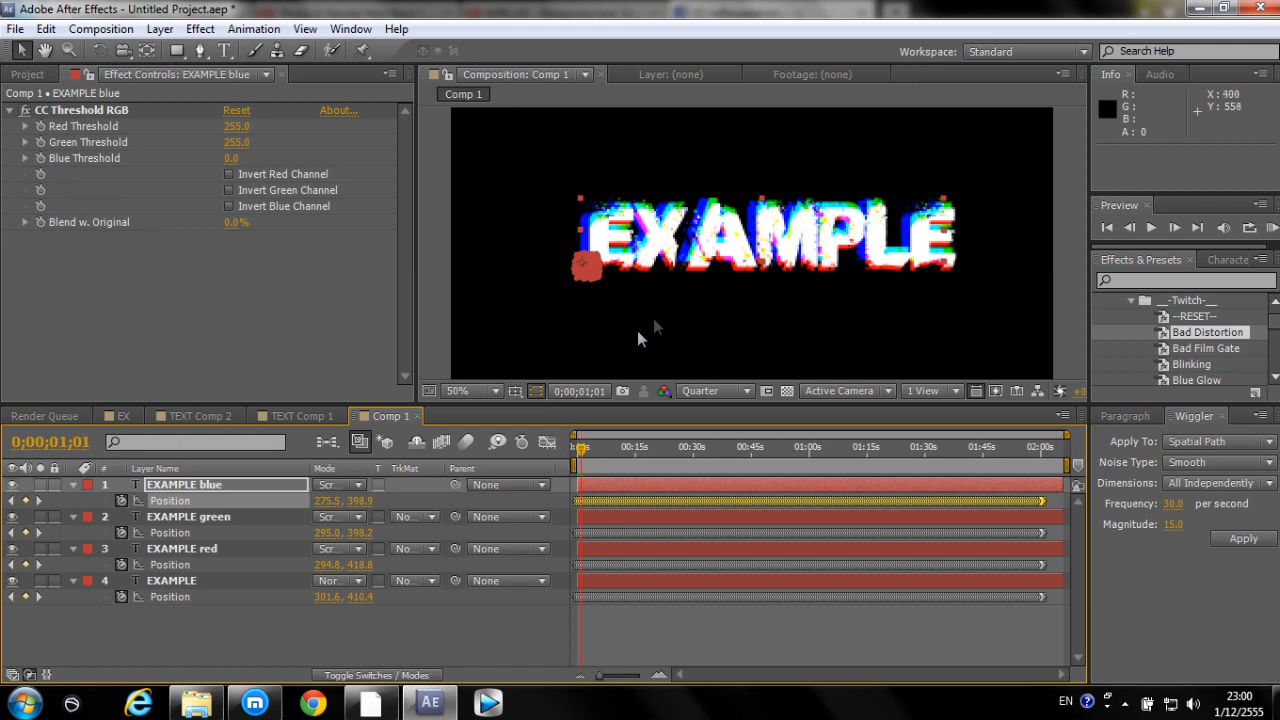 Adobe After Effects - Untitled Project.aep *
File Edit Composition Layer Effect Animation View Window Help
Workspace: Standard Search Help
Project Effect Controls: EXAMPLE blue
Composition: Comp 1 Layer: (none) Footage: (none)
Info Audio
Comp 1 • EXAMPLE blue
Comp 1
CC Threshold RGB Reset About...
Red Threshold 255.0
Green Threshold 255.0
Blue Threshold 0.0
Invert Red Channel
Invert Green Channel
Invert Blue Channel
Blend w. Original 0.0%
EXAMPLE
R:
G:
B:
A: 0
X: 400
Y: 558
Preview
Effects & Presets Characte
__-Twitch-__
--RESET--
Bad Distortion
Bad Film Gate
Blinking
Blue Glow
50% 0;00;01;01 Quarter Active Camera 1 View +0
Render Queue EX TEXT Comp 2 TEXT Comp 1 Comp 1
Paragraph Wiggler
0;00;01;01
00:15s 00:30s 00:45s 01:00s 01:15s 01:30s 01:45s 02:00s
# Layer Name Mode T TrkMat Parent
1 T EXAMPLE blue Scr... None
Position 275.5, 398.9
2 T EXAMPLE green Scr... No... None
Position 295.0, 398.2
3 T EXAMPLE red Scr... No... None
Position 294.8, 418.8
4 T EXAMPLE Nor... No... None
Position 301.6, 410.4
Apply To: Spatial Path
Noise Type: Smooth
Dimensions: All Independently
Frequency: 30.0 per second
Magnitude: 15.0
Apply
Toggle Switches / Modes
Ae
EN
23:00
1/12/2555